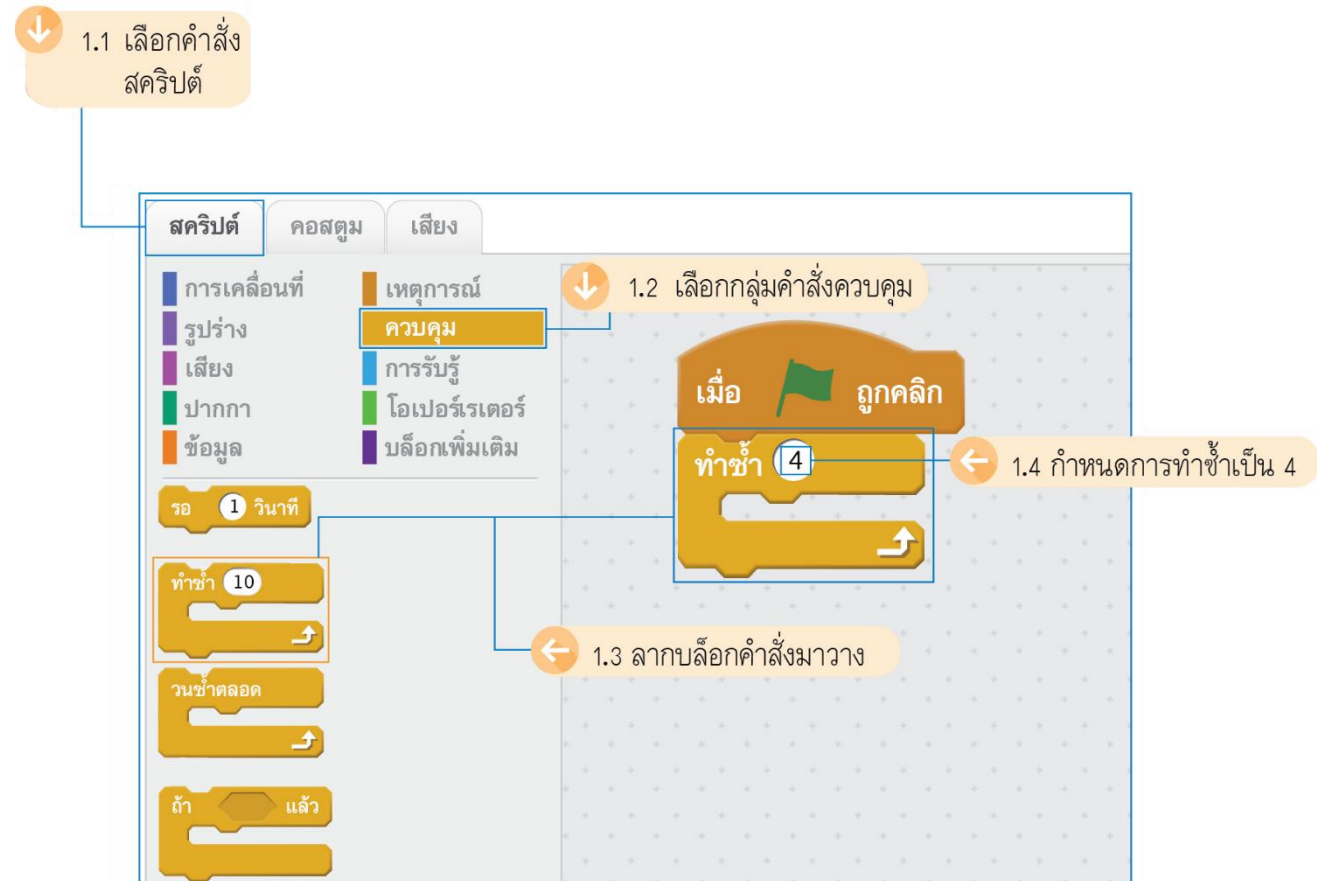 1.1 เลือกคำสั่ง
สคริปต์
สคริปต์ คอสตูม เสียง
การเคลื่อนที่ เหตุการณ์
รูปร่าง ควบคุม
เสียง การรับรู้
ปากกา โอเปอร์เรเตอร์
ข้อมูล บล็อกเพิ่มเติม
1.2 เลือกกลุ่มคำสั่งควบคุม
เมื่อ ถูกคลิก
ทำซ้ำ 4
1.4 กำหนดการทำซ้ำเป็น 4
รอ 1 วินาที
ทำซ้ำ 10
1.3 ลากบล็อกคำสั่งมาวาง
วนซ้ำตลอด
ถ้า แล้ว